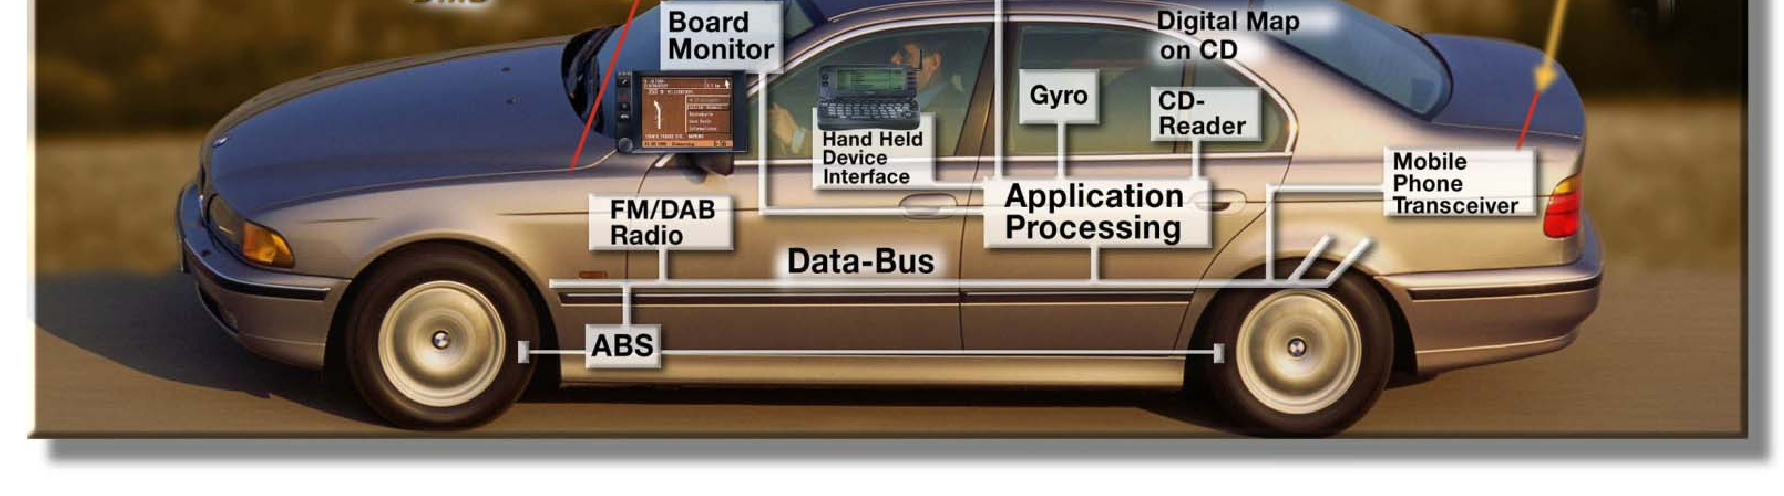 Board
Monitor
Digital Map
on CD
Gyro
CD-
Reader
Hand Held
Device
Interface
Mobile
Phone
Transceiver
Application
Processing
FM/DAB
Radio
Data-Bus
ABS